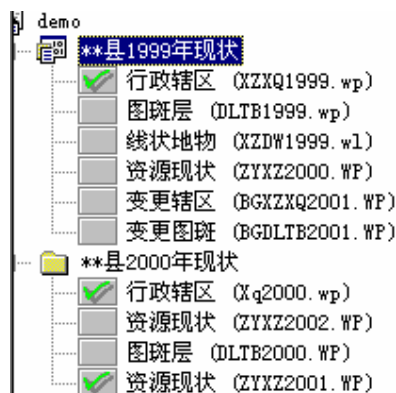 demo
**县1999年现状
行政辖区 (XZXQ1999.wp)
图斑层 (DLTB1999.wp)
线状地物 (XZDW1999.wl)
资源现状 (ZYXZ2000.WP)
变更辖区 (BGXZXQ2001.WP)
变更图斑 (BGDLTB2001.WP)
**县2000年现状
行政辖区 (Xq2000.wp)
资源现状 (ZYXZ2002.WP)
图斑层 (DLTB2000.WP)
资源现状 (ZYXZ2001.WP)